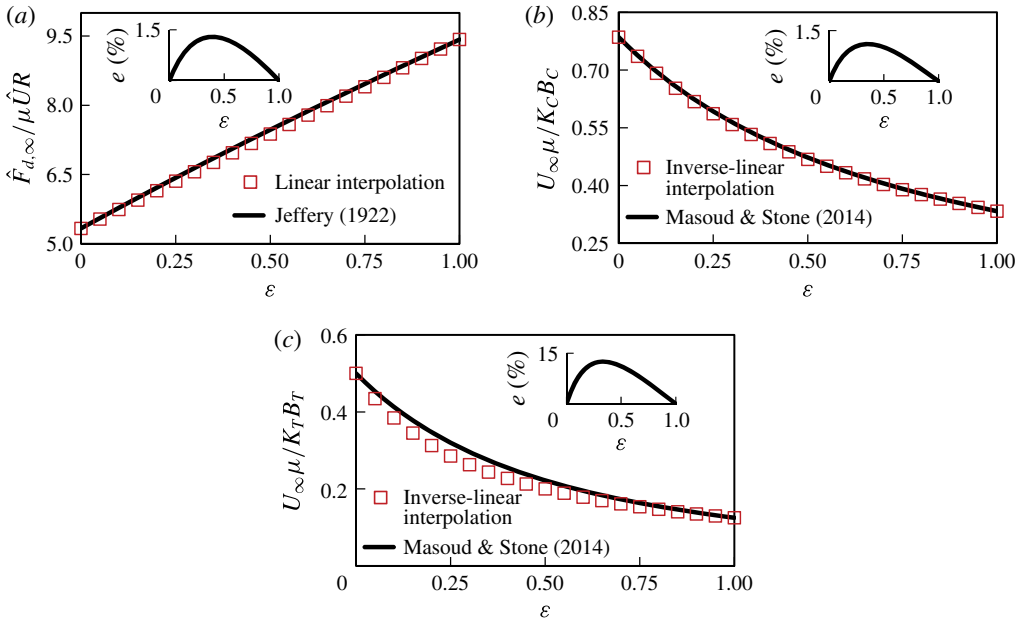 (a)
9.5
8.0
6.5
5.0
F̂d,∞/μÛR
1.5
e (%)
0
0.5
1.0
ε
Linear interpolation
Jeffery (1922)
0
0.25
0.50
0.75
1.00
ε
(b)
0.85
0.70
0.55
0.40
0.25
U∞μ/KCBC
1.5
e (%)
0
0.5
1.0
ε
Inverse-linear
interpolation
Masoud & Stone (2014)
0
0.25
0.50
0.75
1.00
ε
(c)
0.6
0.4
0.2
U∞μ/KTBT
15
e (%)
0
0.5
1.0
ε
Inverse-linear
interpolation
Masoud & Stone (2014)
0
0.25
0.50
0.75
1.00
ε